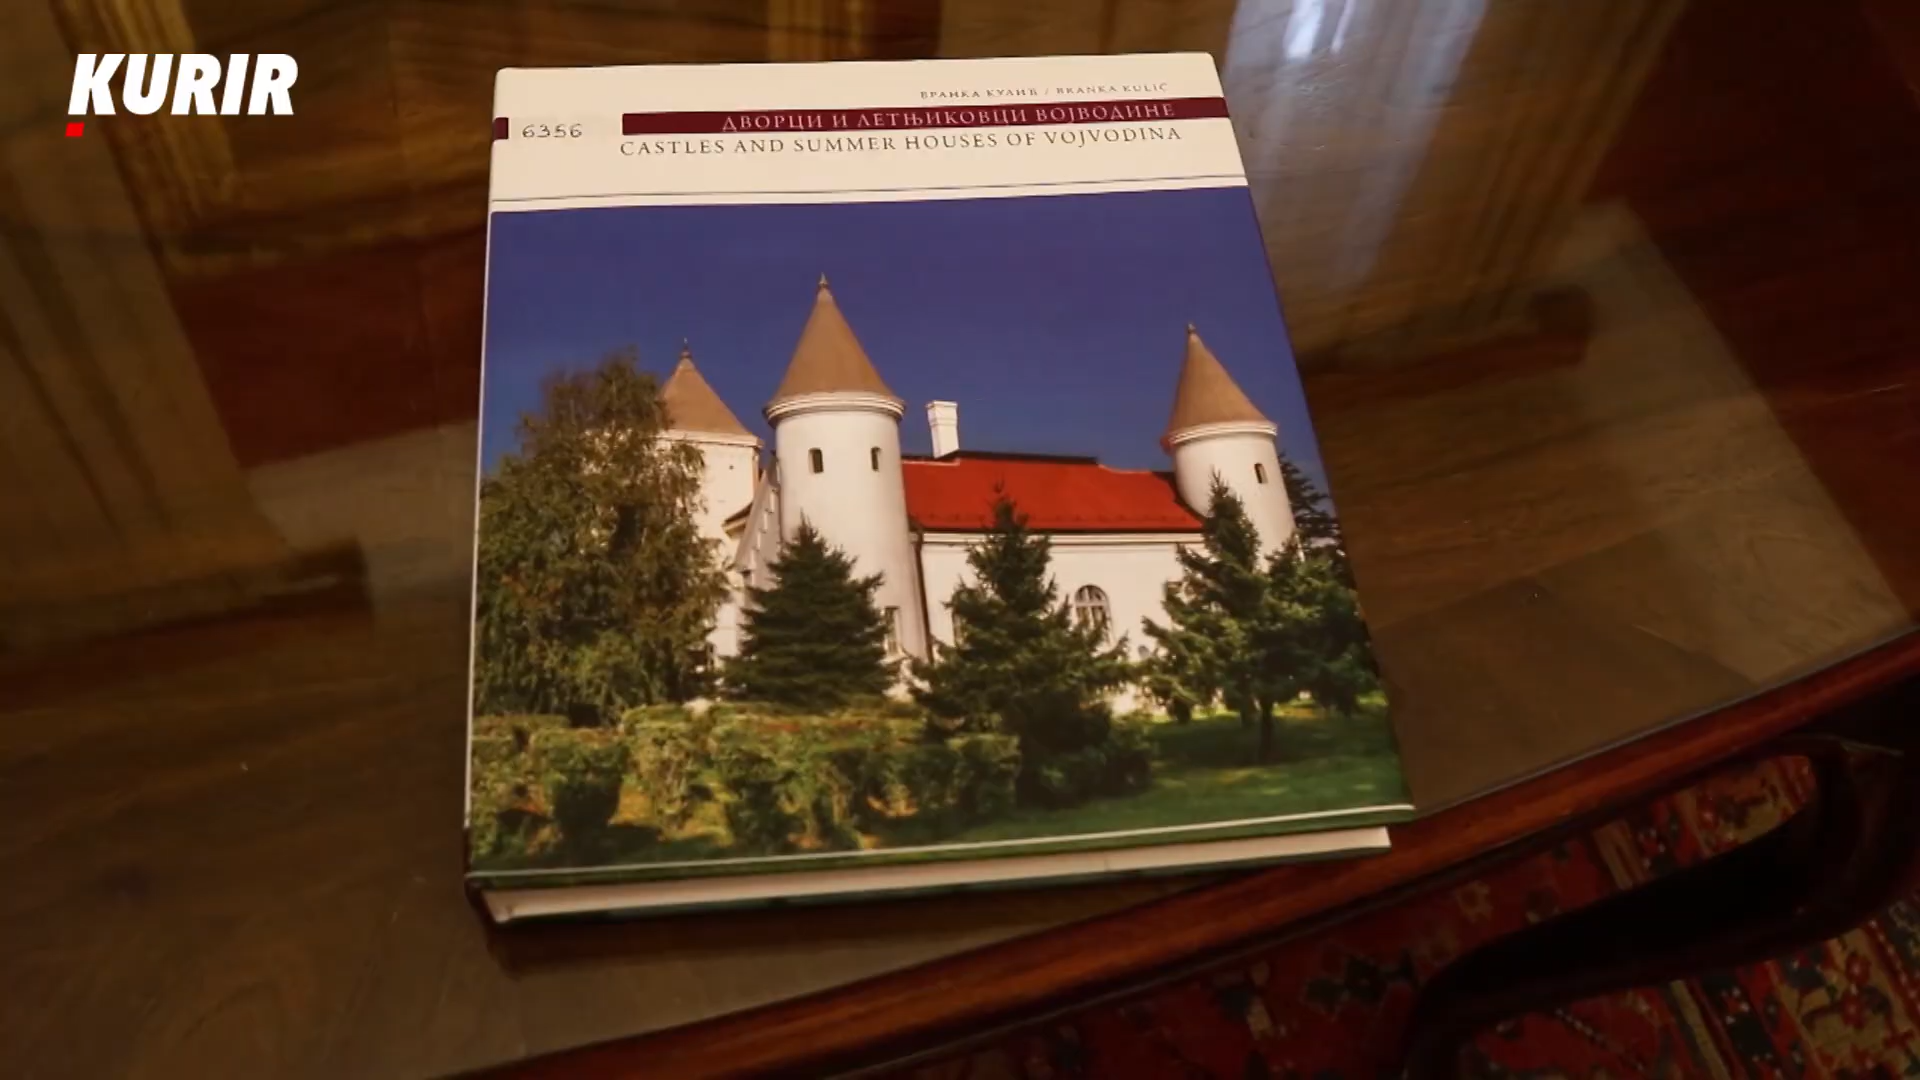 KURIR
БРАНКА КУЛИЋ / BRANKA KULIĆ
6356
ДВОРЦИ И ЛЕТЊИКОВЦИ ВОЈВОДИНЕ
CASTLES AND SUMMER HOUSES OF VOJVODINA